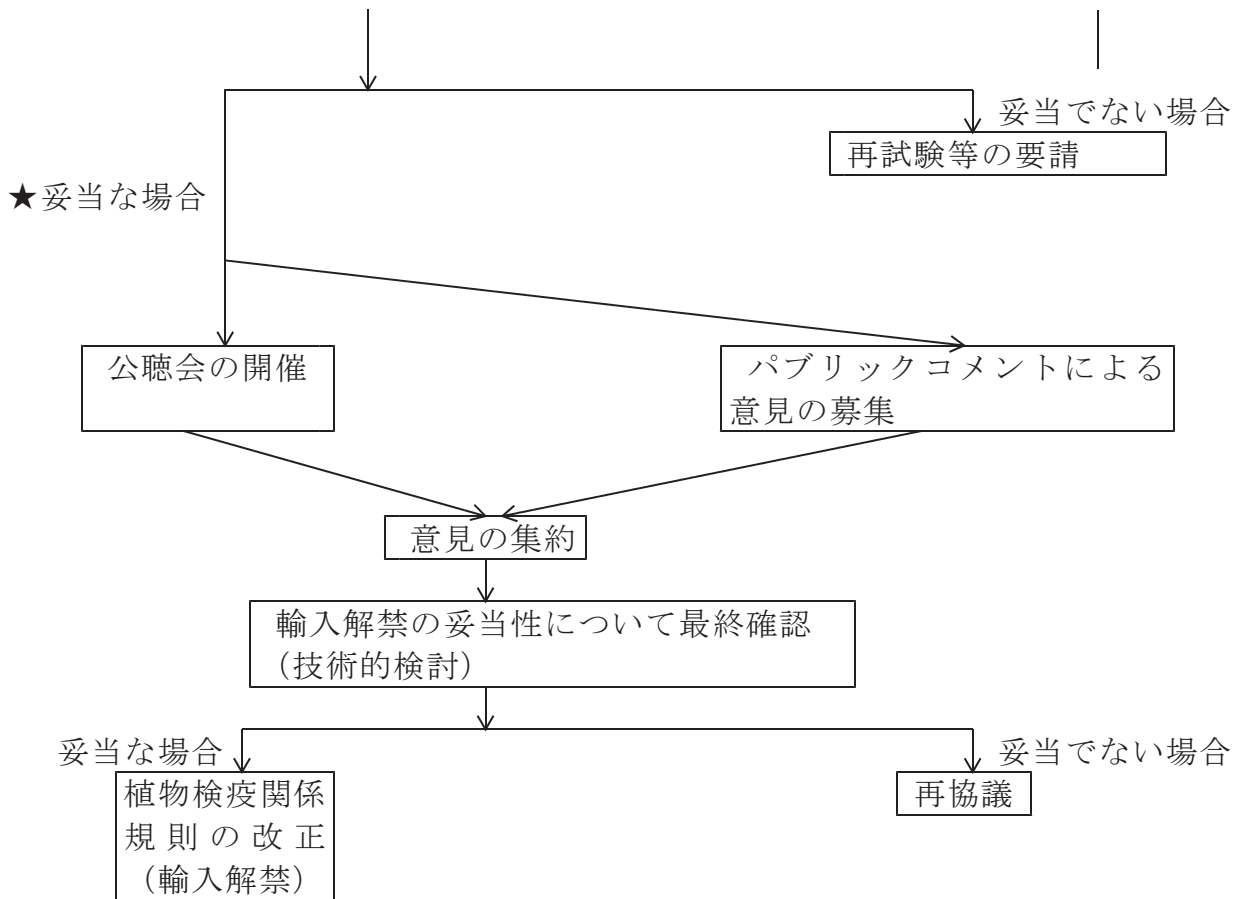 妥当でない場合
再試験等の要請
★妥当な場合
公聴会の開催
パブリックコメントによる
意見の募集
意見の集約
輸入解禁の妥当性について最終確認
（技術的検討）
妥当な場合
妥当でない場合
植物検疫関係
規則の改正
（輸入解禁）
再協議